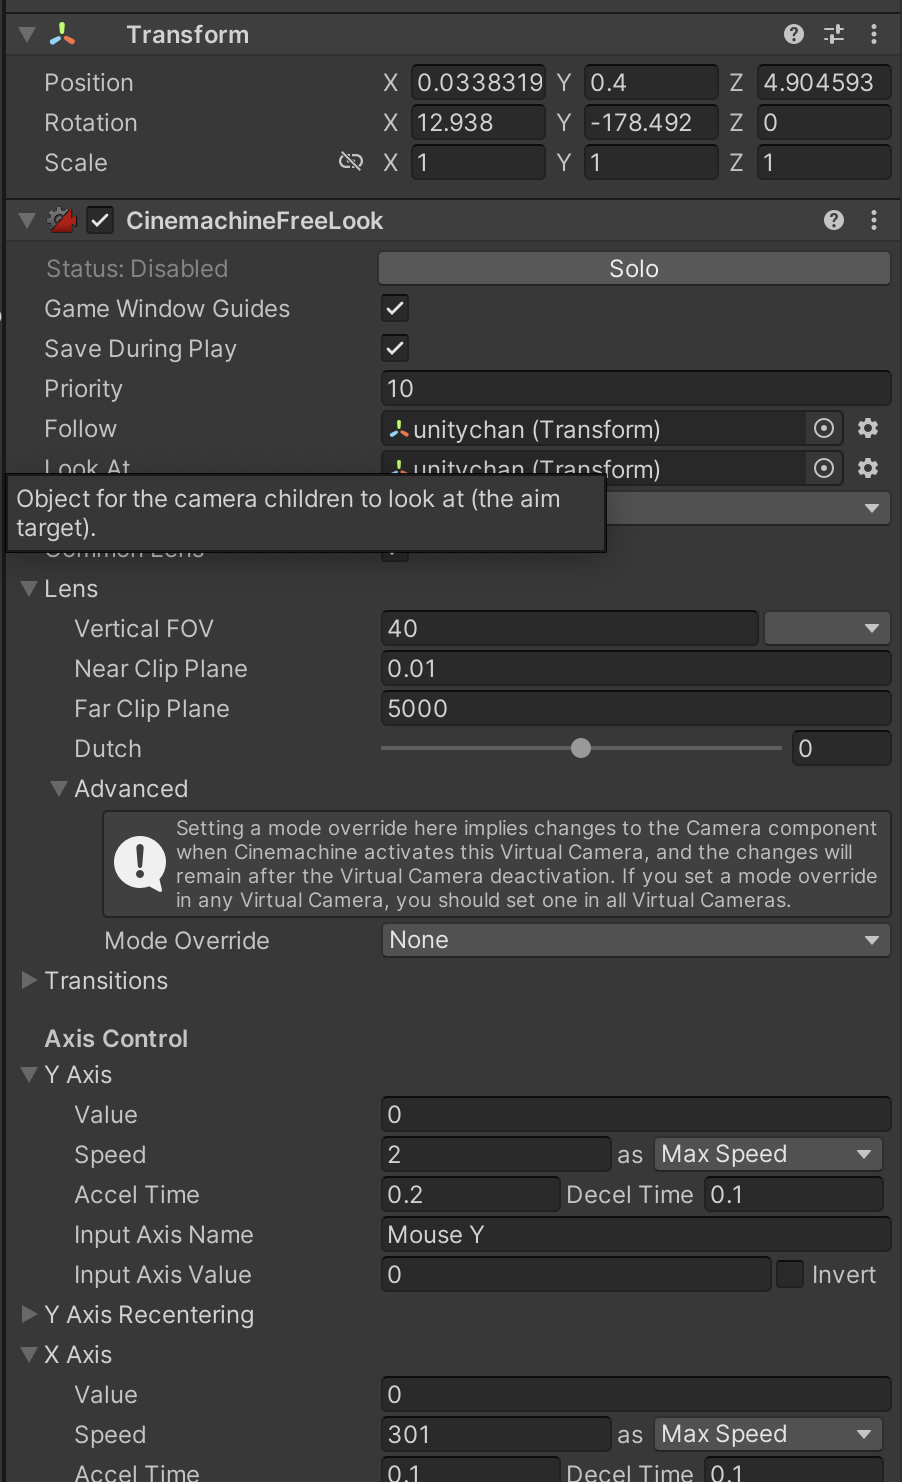 Transform
Position X 0.0338319 Y 0.4 Z 4.904593
Rotation X 12.938 Y -178.492 Z 0
Scale X 1 Y 1 Z 1
CinemachineFreeLook
Status: Disabled Solo
Game Window Guides
Save During Play
Priority 10
Follow unitychan (Transform)
Look At unitychan (Transform)
Object for the camera children to look at (the aim
target).
Common Lens
Lens
Vertical FOV 40
Near Clip Plane 0.01
Far Clip Plane 5000
Dutch 0
Advanced
Setting a mode override here implies changes to the Camera component
when Cinemachine activates this Virtual Camera, and the changes will
remain after the Virtual Camera deactivation. If you set a mode override
in any Virtual Camera, you should set one in all Virtual Cameras.
Mode Override None
Transitions
Axis Control
Y Axis
Value 0
Speed 2 as Max Speed
Accel Time 0.2 Decel Time 0.1
Input Axis Name Mouse Y
Input Axis Value 0 Invert
Y Axis Recentering
X Axis
Value 0
Speed 301 as Max Speed
Accel Time 0.1 Decel Time 0.1